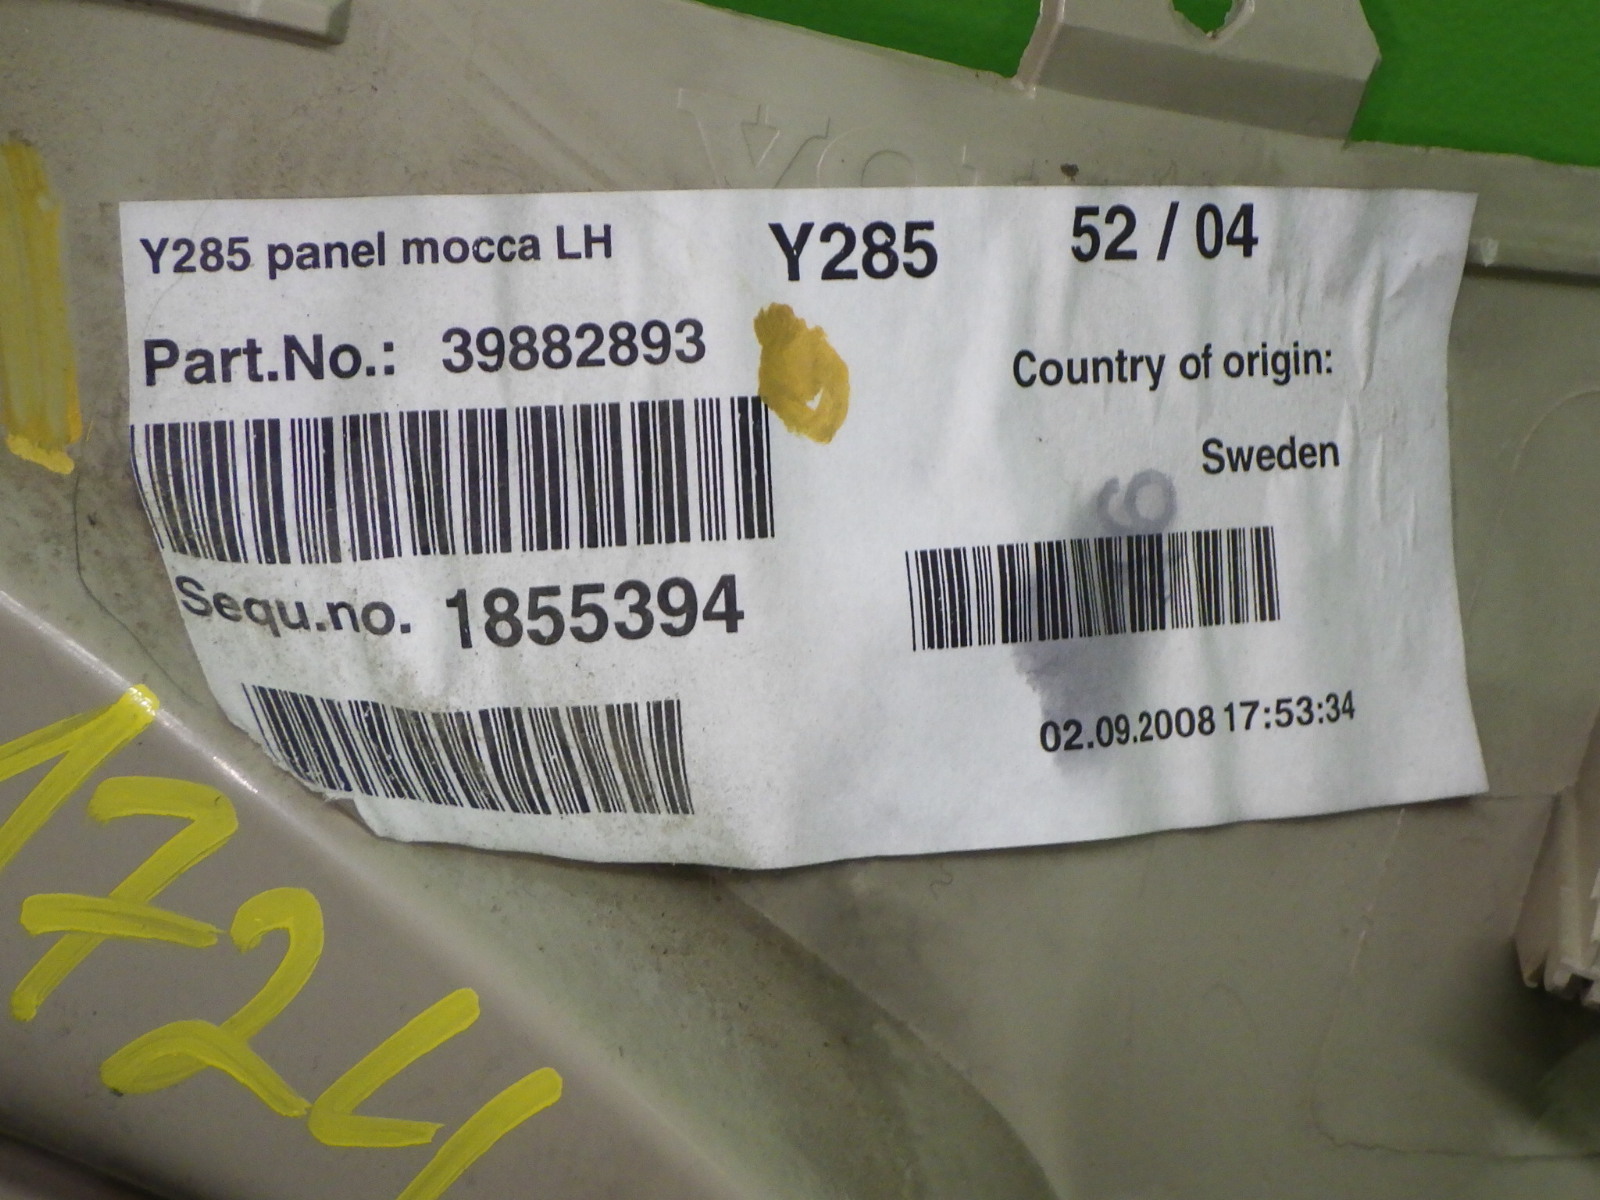 Y285 panel mocca LH
Y285
52 / 04
Part.No.: 39882893
Country of origin:
Sweden
Sequ.no. 1855394
02.09.2008 17:53:34
1724